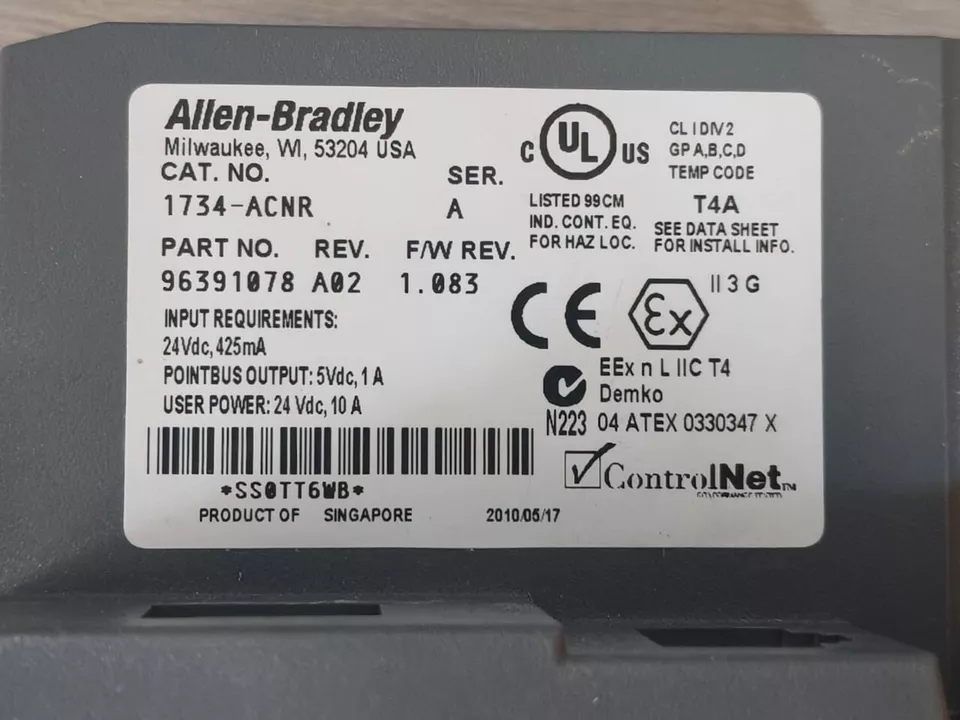 Allen-Bradley
Milwaukee, WI, 53204 USA
CAT. NO. SER.
1734-ACNR A
PART NO. REV. F/W REV.
96391078 A02 1.083
INPUT REQUIREMENTS:
24Vdc, 425mA
POINTBUS OUTPUT: 5Vdc, 1 A
USER POWER: 24 Vdc, 10 A
*SS0TT6WB*
PRODUCT OF SINGAPORE 2010/05/17
C UL US
LISTED 99CM
IND. CONT. EQ.
FOR HAZ LOC.
CL I DIV 2
GP A,B,C,D
TEMP CODE
T4A
SEE DATA SHEET
FOR INSTALL INFO.
CE Ex II 3 G
EEx n L IIC T4
Demko
N223 04 ATEX 0330347 X
ControlNet™